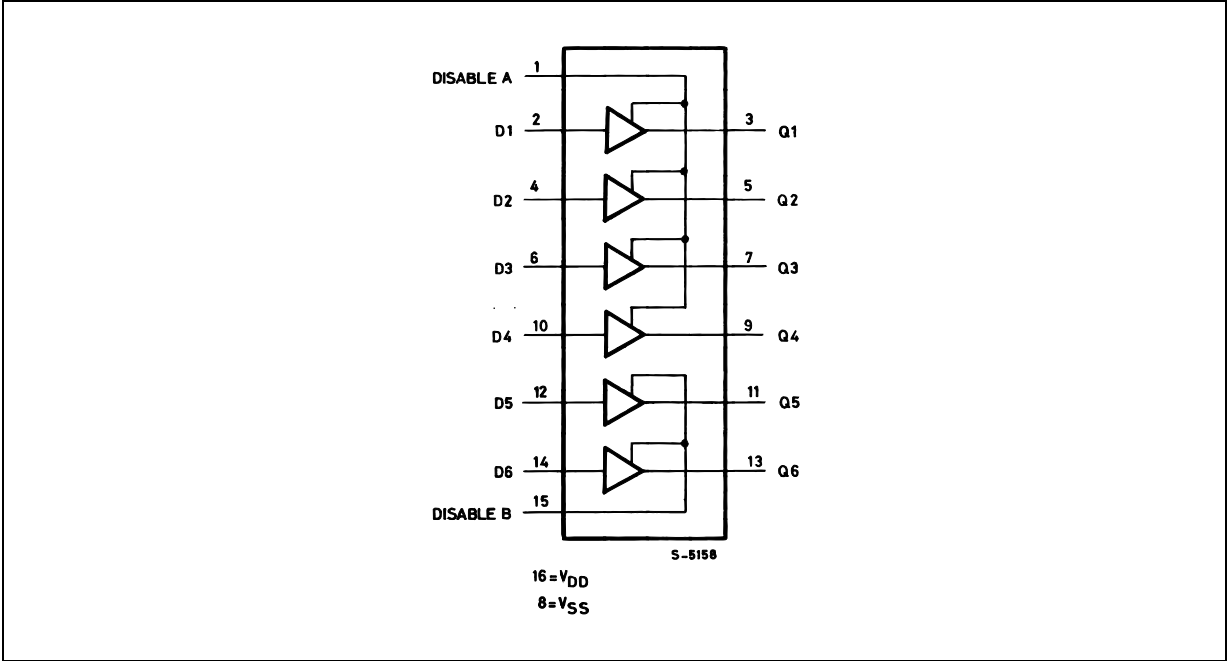 DISABLE A 1
D1 2 3 Q1
D2 4 5 Q2
D3 6 7 Q3
D4 10 9 Q4
D5 12 11 Q5
D6 14 13 Q6
DISABLE B 15
S-5158
16=VDD
8=VSS